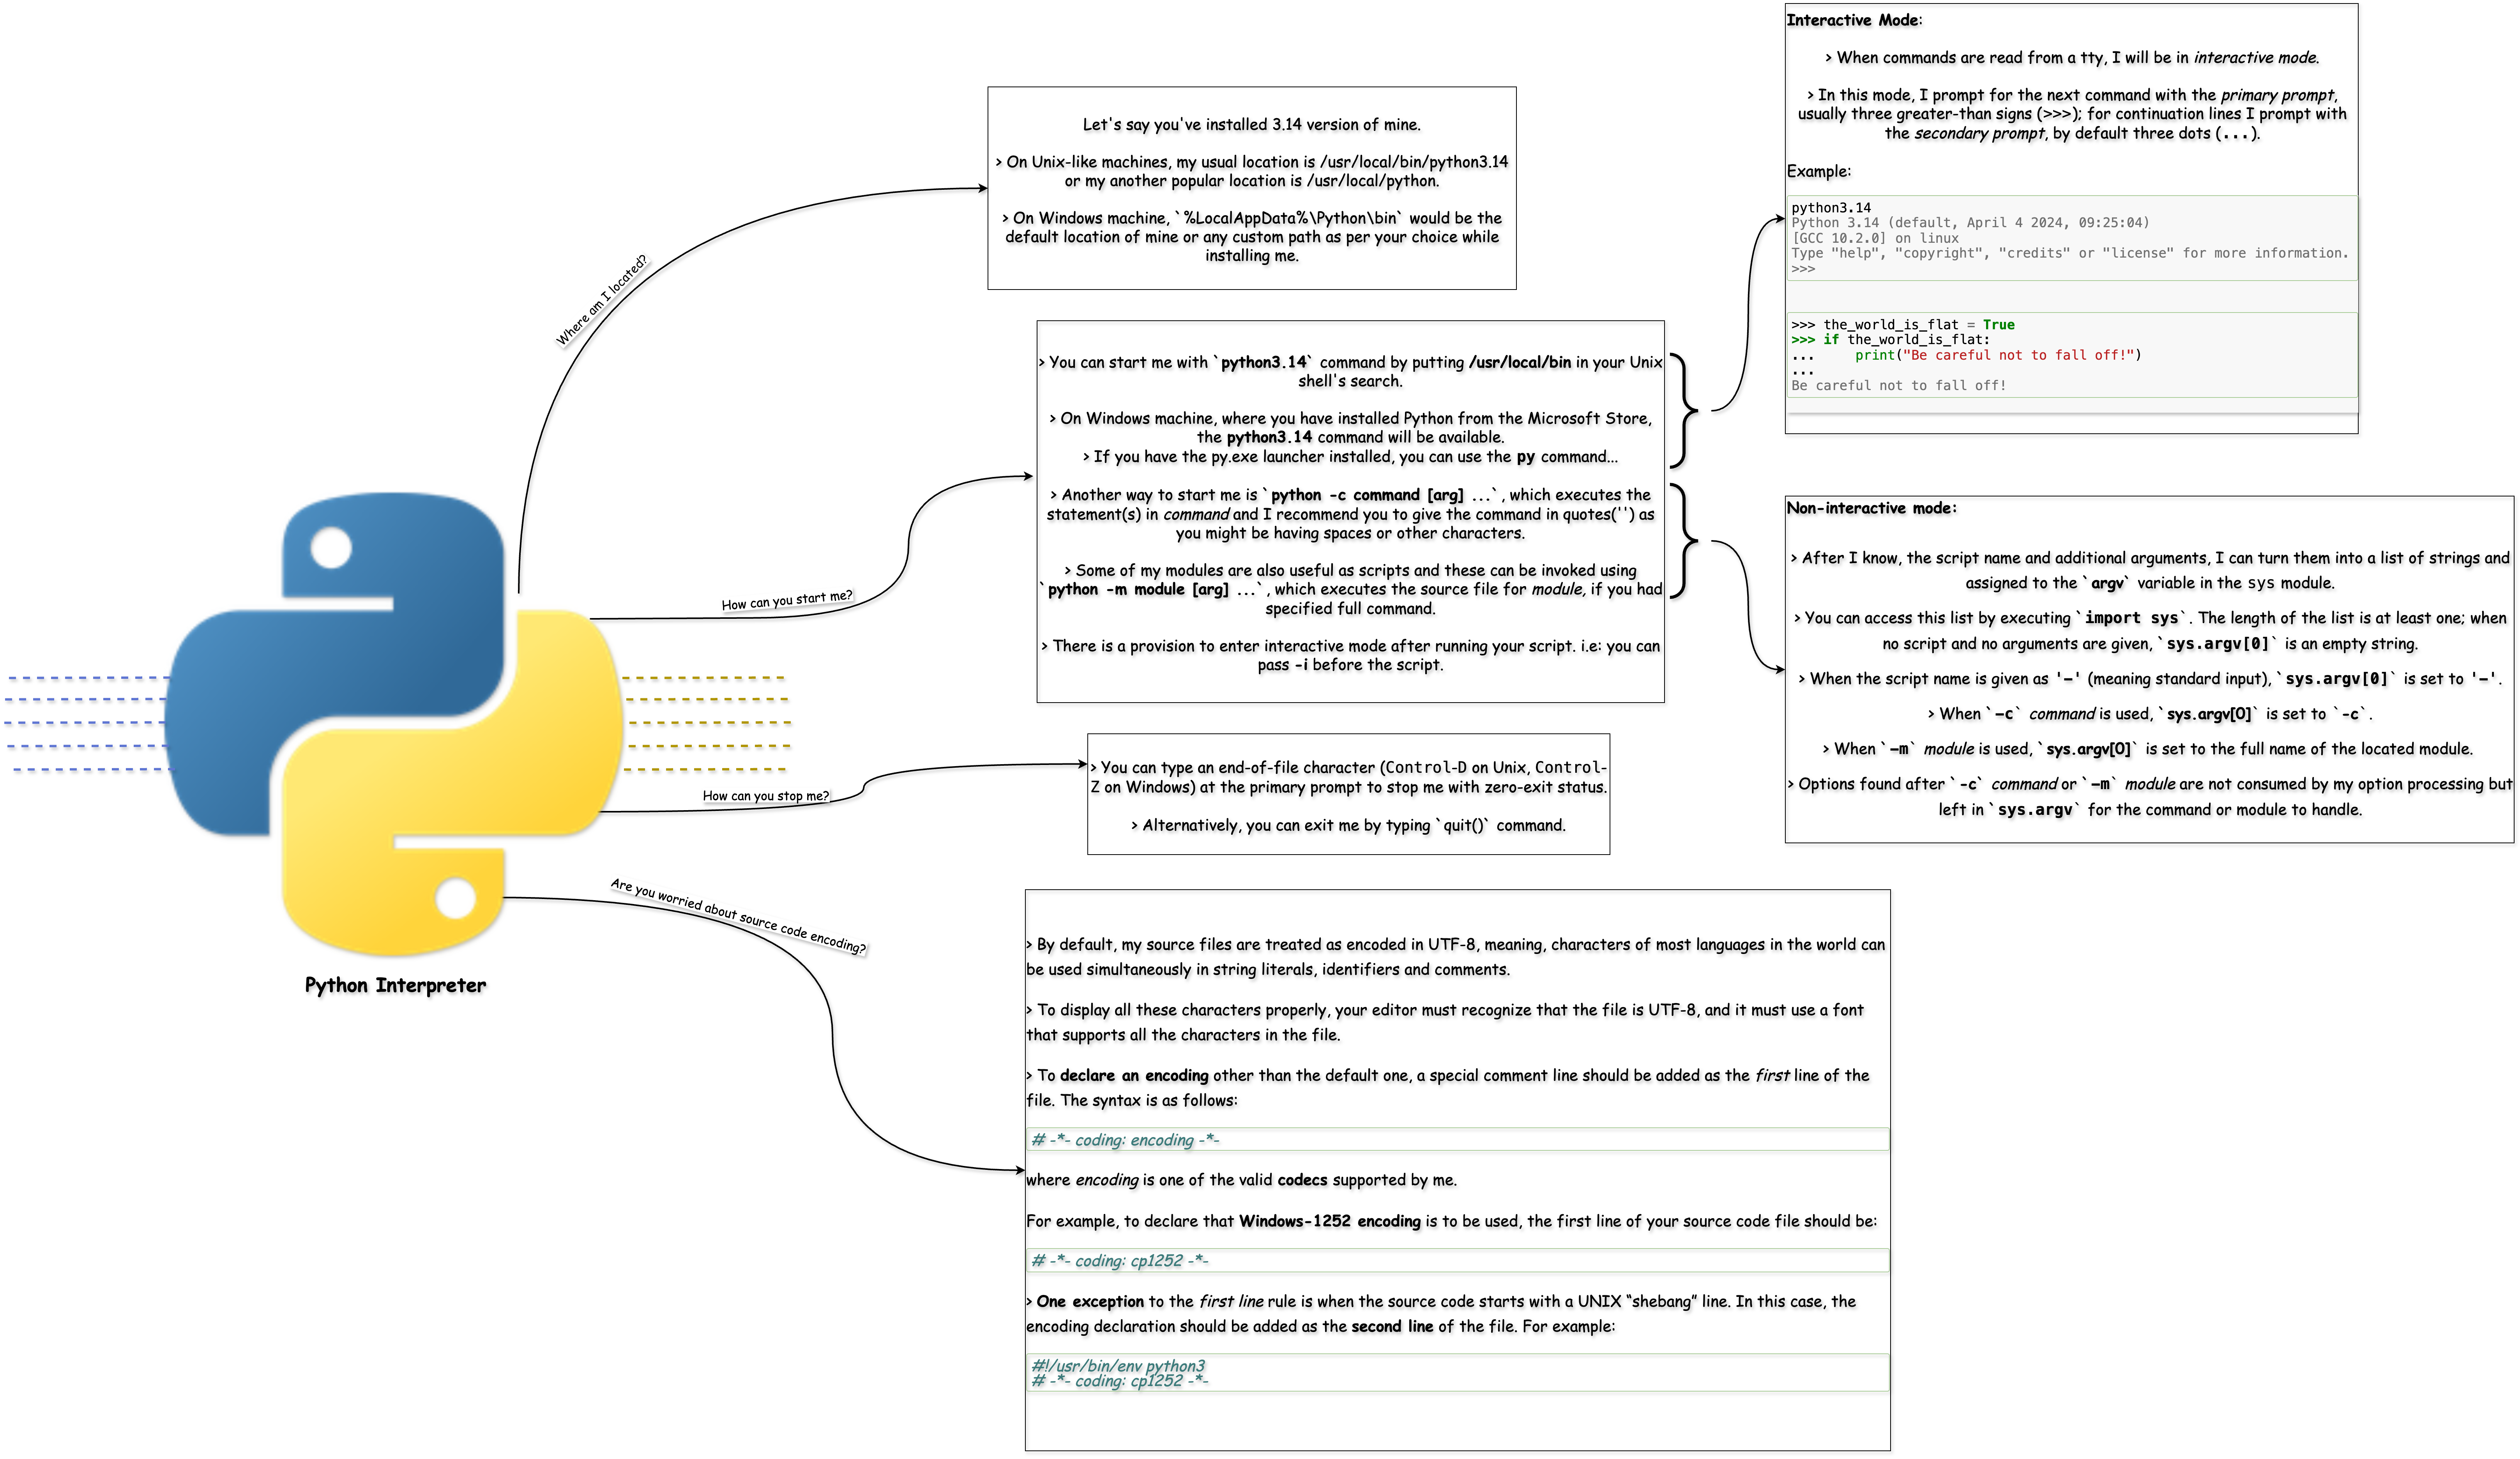 Where am I located?
Let's say you've installed 3.14 version of mine.
> On Unix-like machines, my usual location is /usr/local/bin/python3.14
or my another popular location is /usr/local/python.
> On Windows machine, `%LocalAppData%\Python\bin` would be the
default location of mine or any custom path as per your choice while
installing me.
How can you start me?
> You can start me with `python3.14` command by putting /usr/local/bin in your Unix
shell's search.
> On Windows machine, where you have installed Python from the Microsoft Store,
the python3.14 command will be available.
> If you have the py.exe launcher installed, you can use the py command...
> Another way to start me is `python -c command [arg] ...`, which executes the
statement(s) in command and I recommend you to give the command in quotes('') as
you might be having spaces or other characters.
> Some of my modules are also useful as scripts and these can be invoked using
`python -m module [arg] ...`, which executes the source file for module, if you had
specified full command.
> There is a provision to enter interactive mode after running your script. i.e: you can
pass -i before the script.
Interactive Mode:
> When commands are read from a tty, I will be in interactive mode.
> In this mode, I prompt for the next command with the primary prompt,
usually three greater-than signs (>>>); for continuation lines I prompt with
the secondary prompt, by default three dots (...).
Example:
python3.14
Python 3.14 (default, April 4 2024, 09:25:04)
[GCC 10.2.0] on linux
Type "help", "copyright", "credits" or "license" for more information.
>>>
>>> the_world_is_flat = True
>>> if the_world_is_flat:
...     print("Be careful not to fall off!")
...
Be careful not to fall off!
Non-interactive mode:
> After I know, the script name and additional arguments, I can turn them into a list of strings and
assigned to the `argv` variable in the sys module.
> You can access this list by executing `import sys`. The length of the list is at least one; when
no script and no arguments are given, `sys.argv[0]` is an empty string.
> When the script name is given as '-' (meaning standard input), `sys.argv[0]` is set to '-'.
> When `-c` command is used, `sys.argv[0]` is set to `-c`.
> When `-m` module is used, `sys.argv[0]` is set to the full name of the located module.
> Options found after `-c` command or `-m` module are not consumed by my option processing but
left in `sys.argv` for the command or module to handle.
How can you stop me?
> You can type an end-of-file character (Control-D on Unix, Control-
Z on Windows) at the primary prompt to stop me with zero-exit status.
> Alternatively, you can exit me by typing `quit()` command.
Are you worried about source code encoding?
> By default, my source files are treated as encoded in UTF-8, meaning, characters of most languages in the world can
be used simultaneously in string literals, identifiers and comments.
> To display all these characters properly, your editor must recognize that the file is UTF-8, and it must use a font
that supports all the characters in the file.
> To declare an encoding other than the default one, a special comment line should be added as the first line of the
file. The syntax is as follows:
# -*- coding: encoding -*-
where encoding is one of the valid codecs supported by me.
For example, to declare that Windows-1252 encoding is to be used, the first line of your source code file should be:
# -*- coding: cp1252 -*-
> One exception to the first line rule is when the source code starts with a UNIX “shebang” line. In this case, the
encoding declaration should be added as the second line of the file. For example:
#!/usr/bin/env python3
# -*- coding: cp1252 -*-
Python Interpreter